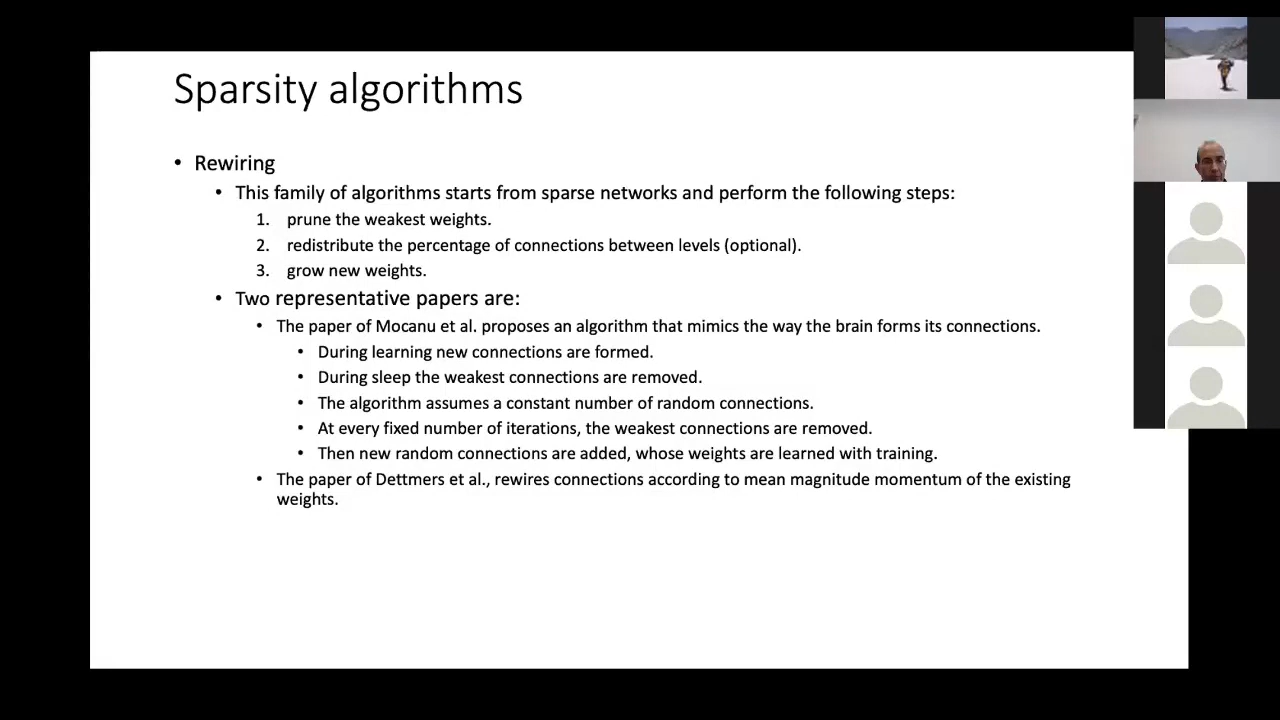 Sparsity algorithms
• Rewiring
• This family of algorithms starts from sparse networks and perform the following steps:
1. prune the weakest weights.
2. redistribute the percentage of connections between levels (optional).
3. grow new weights.
• Two representative papers are:
• The paper of Mocanu et al. proposes an algorithm that mimics the way the brain forms its connections.
• During learning new connections are formed.
• During sleep the weakest connections are removed.
• The algorithm assumes a constant number of random connections.
• At every fixed number of iterations, the weakest connections are removed.
• Then new random connections are added, whose weights are learned with training.
• The paper of Dettmers et al., rewires connections according to mean magnitude momentum of the existing
weights.